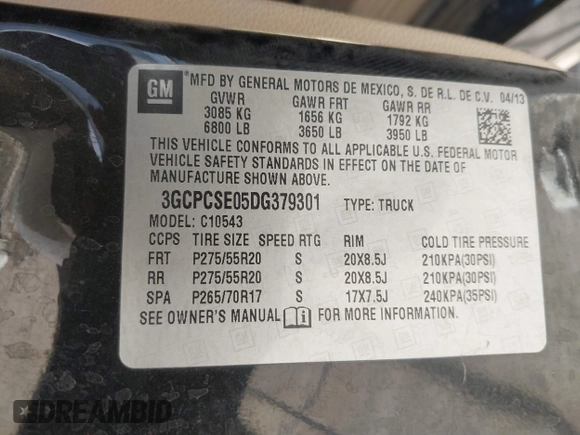 GM MFD BY GENERAL MOTORS DE MEXICO, S. DE R.L. DE C.V. 04/13
GVWR GAWR FRT GAWR RR
3085 KG 1656 KG 1792 KG
6800 LB 3650 LB 3950 LB
THIS VEHICLE CONFORMS TO ALL APPLICABLE U.S. FEDERAL MOTOR
VEHICLE SAFETY STANDARDS IN EFFECT ON THE DATE OF
MANUFACTURE SHOWN ABOVE.
3GCPCSE05DG379301 TYPE: TRUCK
MODEL: C10543
CCPS TIRE SIZE SPEED RTG RIM COLD TIRE PRESSURE
FRT P275/55R20 S 20X8.5J 210KPA(30PSI)
RR P275/55R20 S 20X8.5J 210KPA(30PSI)
SPA P265/70R17 S 17X7.5J 240KPA(35PSI)
SEE OWNER'S MANUAL FOR MORE INFORMATION.
DREAMBID